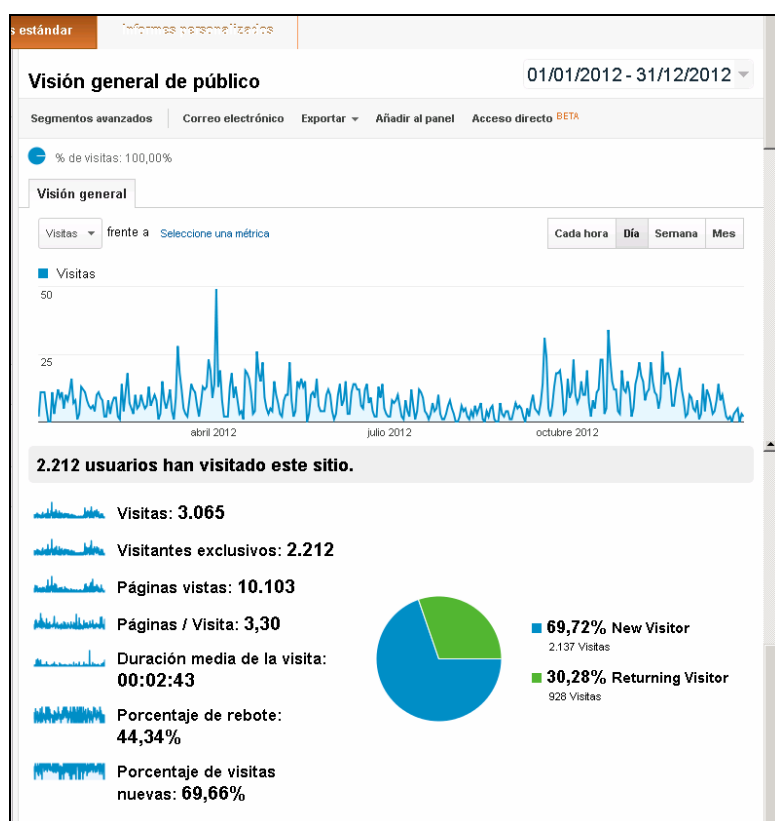 s estándar
Informes personalizados
Visión general de público
01/01/2012 - 31/12/2012
Segmentos avanzados Correo electrónico Exportar Añadir al panel Acceso directo BETA
% de visitas: 100,00%
Visión general
Visitas frente a Seleccione una métrica
Cada hora Día Semana Mes
Visitas
50
25
abril 2012 julio 2012 octubre 2012
2.212 usuarios han visitado este sitio.
Visitas: 3.065
Visitantes exclusivos: 2.212
Páginas vistas: 10.103
Páginas / Visita: 3,30
Duración media de la visita:
00:02:43
Porcentaje de rebote:
44,34%
Porcentaje de visitas
nuevas: 69,66%
69,72% New Visitor
2.137 Visitas
30,28% Returning Visitor
928 Visitas